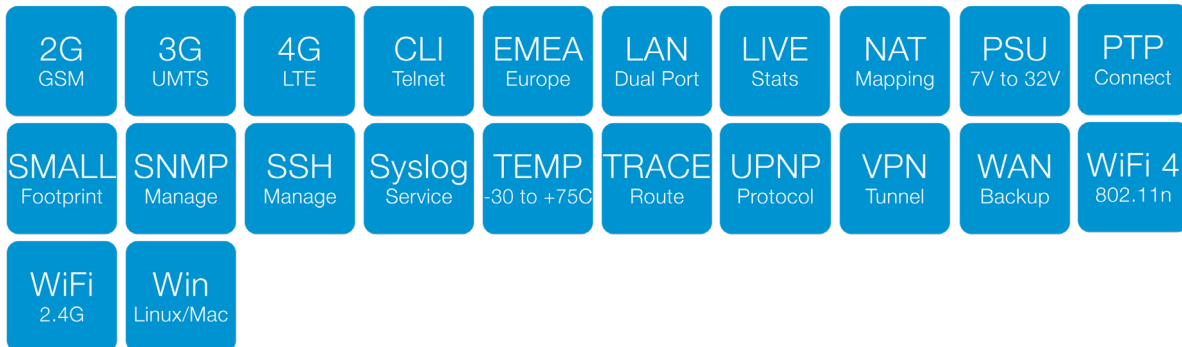 2G
GSM
3G
UMTS
4G
LTE
CLI
Telnet
EMEA
Europe
LAN
Dual Port
LIVE
Stats
NAT
Mapping
PSU
7V to 32V
PTP
Connect
SMALL
Footprint
SNMP
Manage
SSH
Manage
Syslog
Service
TEMP
-30 to +75C
TRACE
Route
UPNP
Protocol
VPN
Tunnel
WAN
Backup
WiFi 4
802.11n
WiFi
2.4G
Win
Linux/Mac